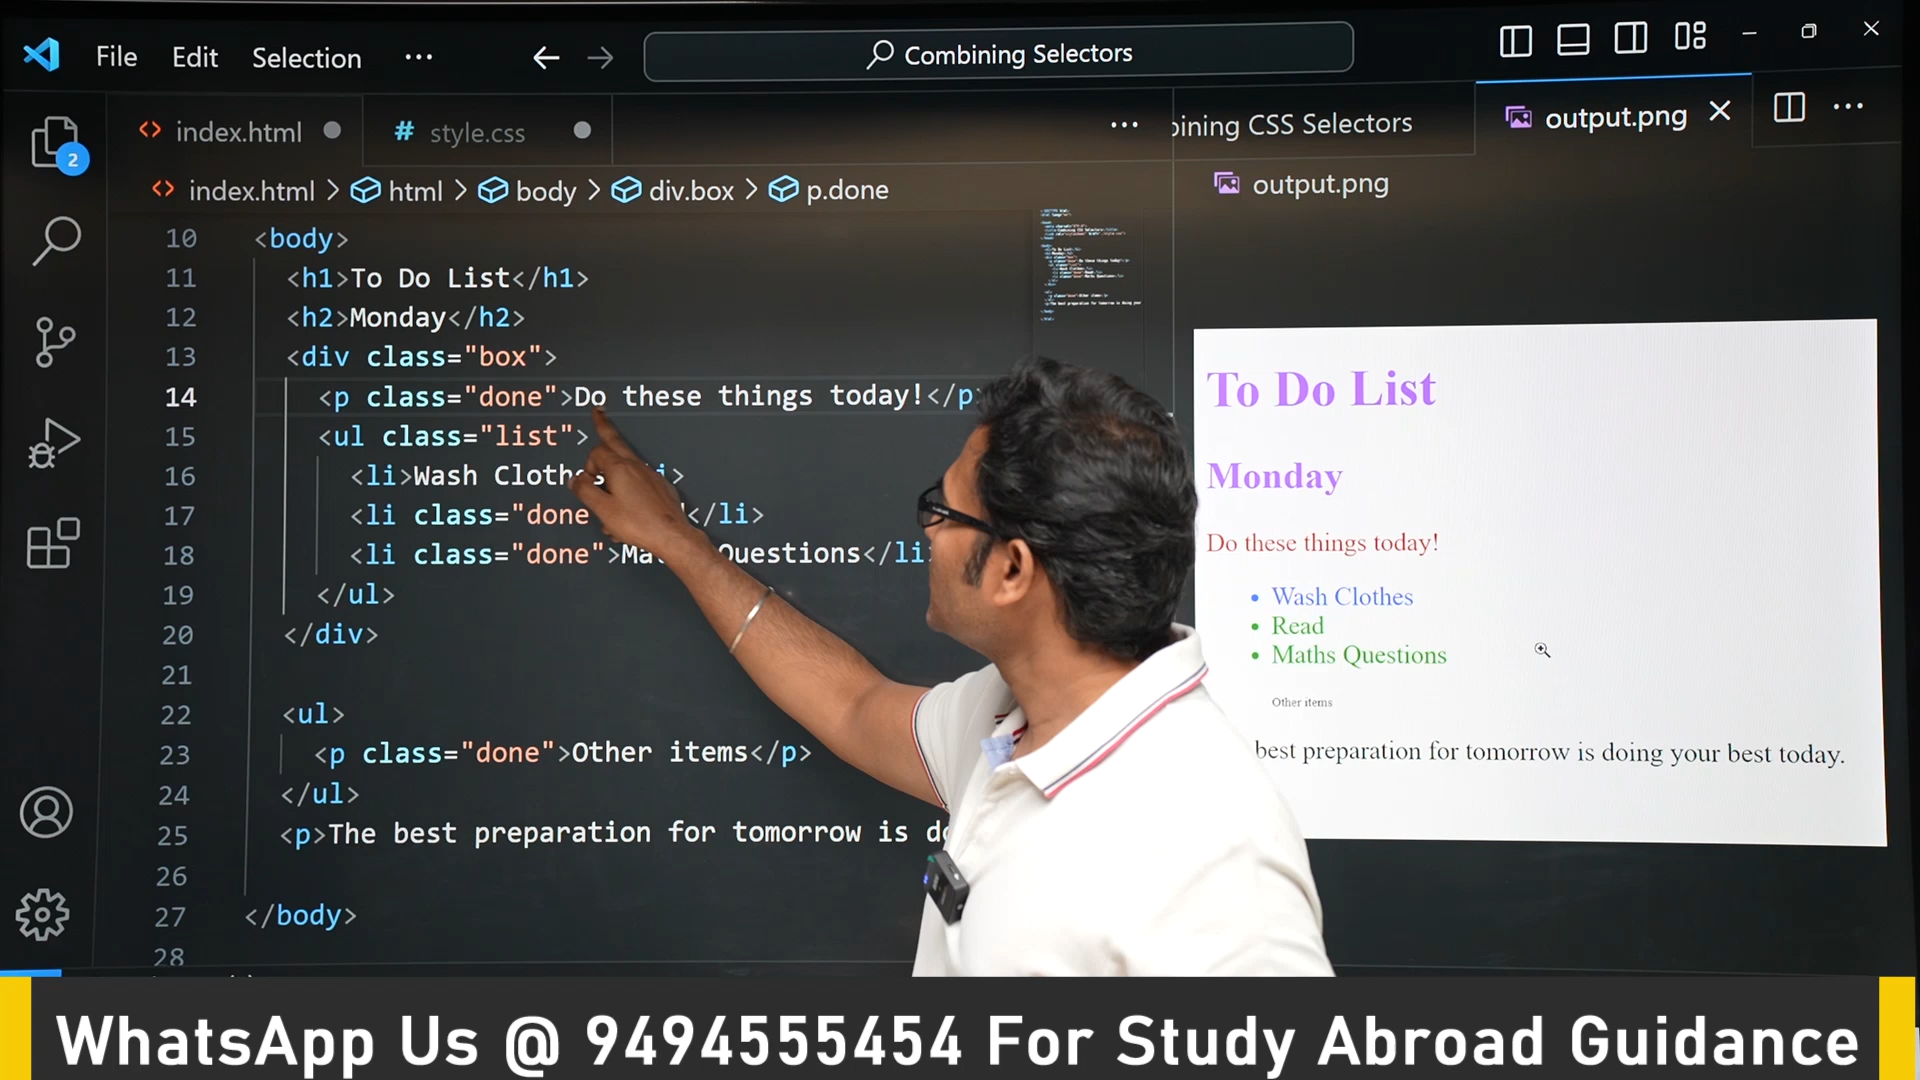 File Edit Selection ···
Combining Selectors
index.html
# style.css
···
CSS Selectors
output.png
···
2
index.html > html > body > div.box > p.done
output.png
10 <body>
11 <h1>To Do List</h1>
12 <h2>Monday</h2>
13 <div class="box">
14 <p class="done">Do these things today!</p>
15 <ul class="list">
16 <li>Wash Clothes
17 <li class="done </li>
18 <li class="done"> Questions</li
19 </ul>
20 </div>
21
22 <ul>
23 <p class="done">Other items</p>
24 </ul>
25 <p>The best preparation for tomorrow is
26
27 </body>
28
To Do List
Monday
Do these things today!
• Wash Clothes
• Read
• Maths Questions
Other items
best preparation for tomorrow is doing your best today.
WhatsApp Us @ 9494555454 For Study Abroad Guidance